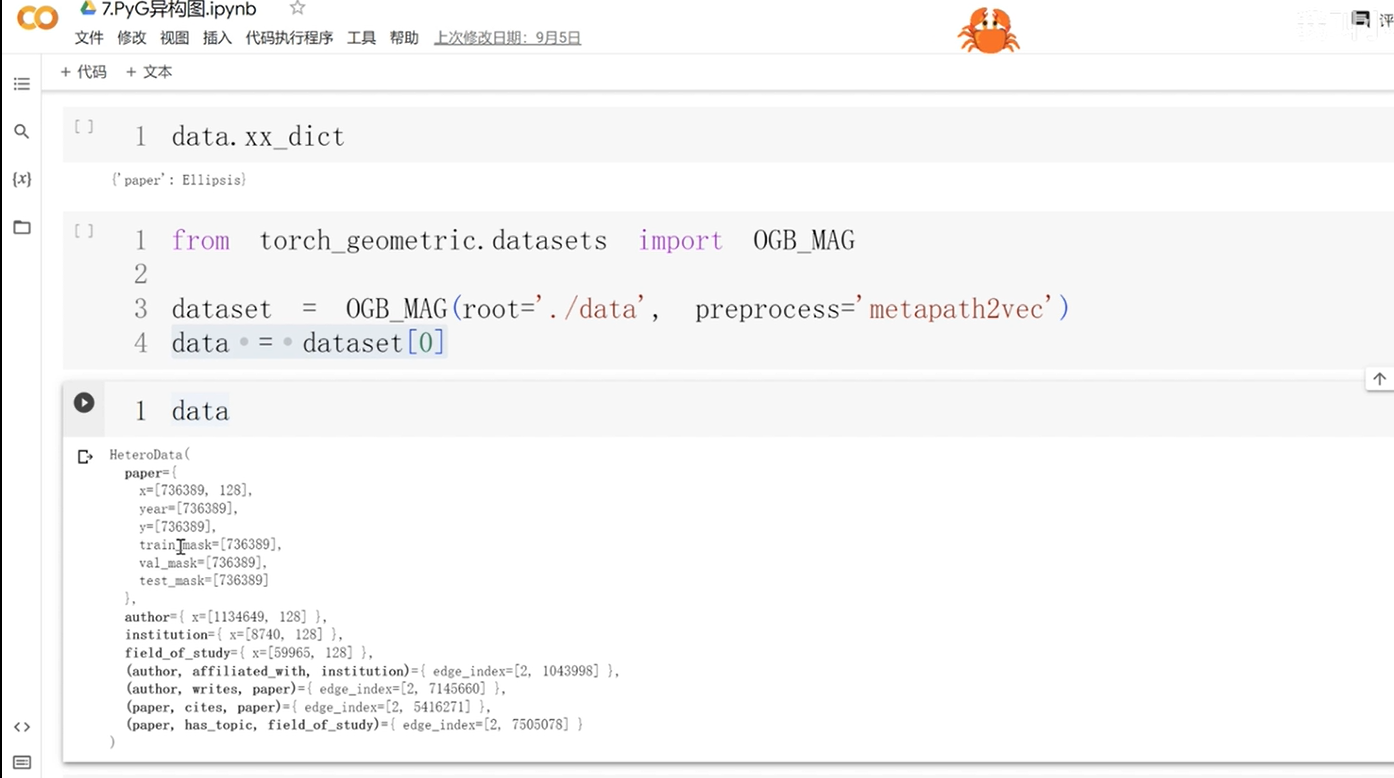 7.PyG异构图.ipynb
文件 修改 视图 插入 代码执行程序 工具 帮助 上次修改日期：9月5日
评
+ 代码 + 文本
[ ] 1 data.xx_dict
{'paper': Ellipsis}
[ ] 1 from torch_geometric.datasets import OGB_MAG
2
3 dataset = OGB_MAG(root='./data', preprocess='metapath2vec')
4 data = dataset[0]
1 data
HeteroData(
paper={
x=[736389, 128],
year=[736389],
y=[736389],
train_mask=[736389],
val_mask=[736389],
test_mask=[736389]
},
author={ x=[1134649, 128] },
institution={ x=[8740, 128] },
field_of_study={ x=[59965, 128] },
(author, affiliated_with, institution)={ edge_index=[2, 1043998] },
(author, writes, paper)={ edge_index=[2, 7145660] },
(paper, cites, paper)={ edge_index=[2, 5416271] },
(paper, has_topic, field_of_study)={ edge_index=[2, 7505078] }
)